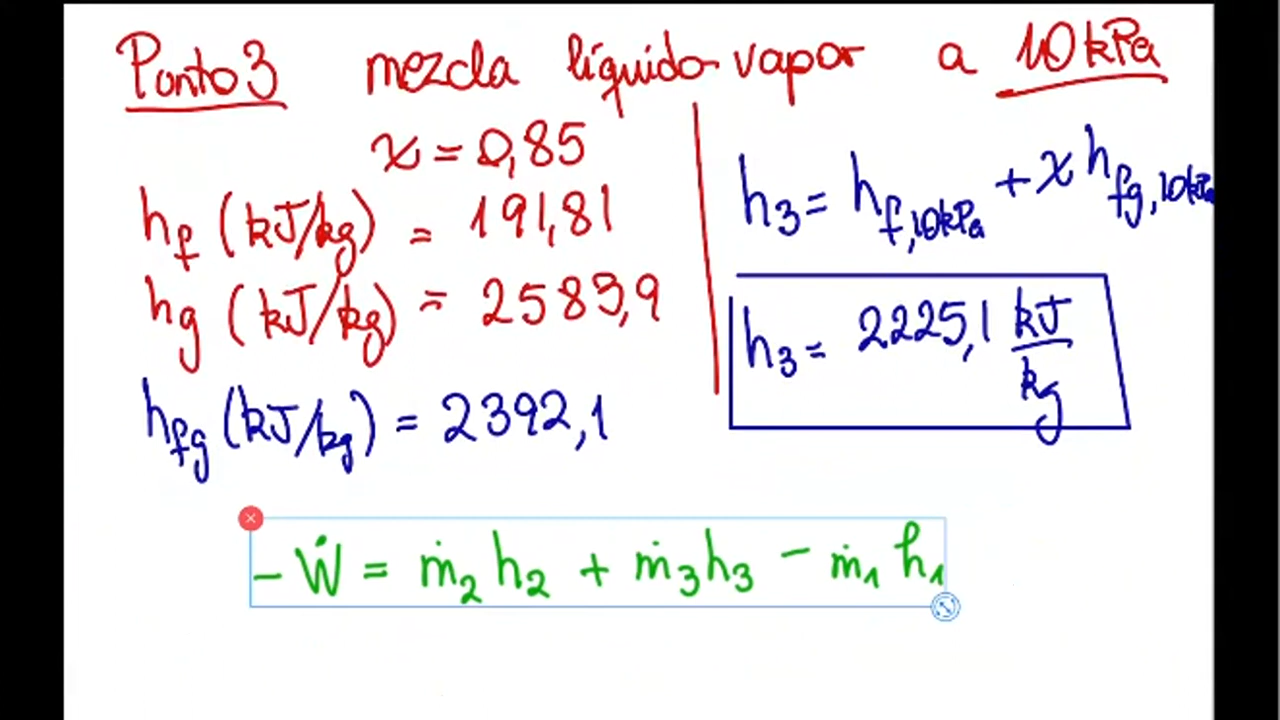 Punto 3 mezcla líquido-vapor a 10 kPa
x = 0,85
hf (kJ/kg) = 191,81
hg (kJ/kg) = 2583,9
hfg (kJ/kg) = 2392,1
h3 = hf,10kPa + x hfg,10kPa
h3 = 2225,1 kJ/kg
- Ẇ = ṁ2 h2 + ṁ3 h3 - ṁ1 h1